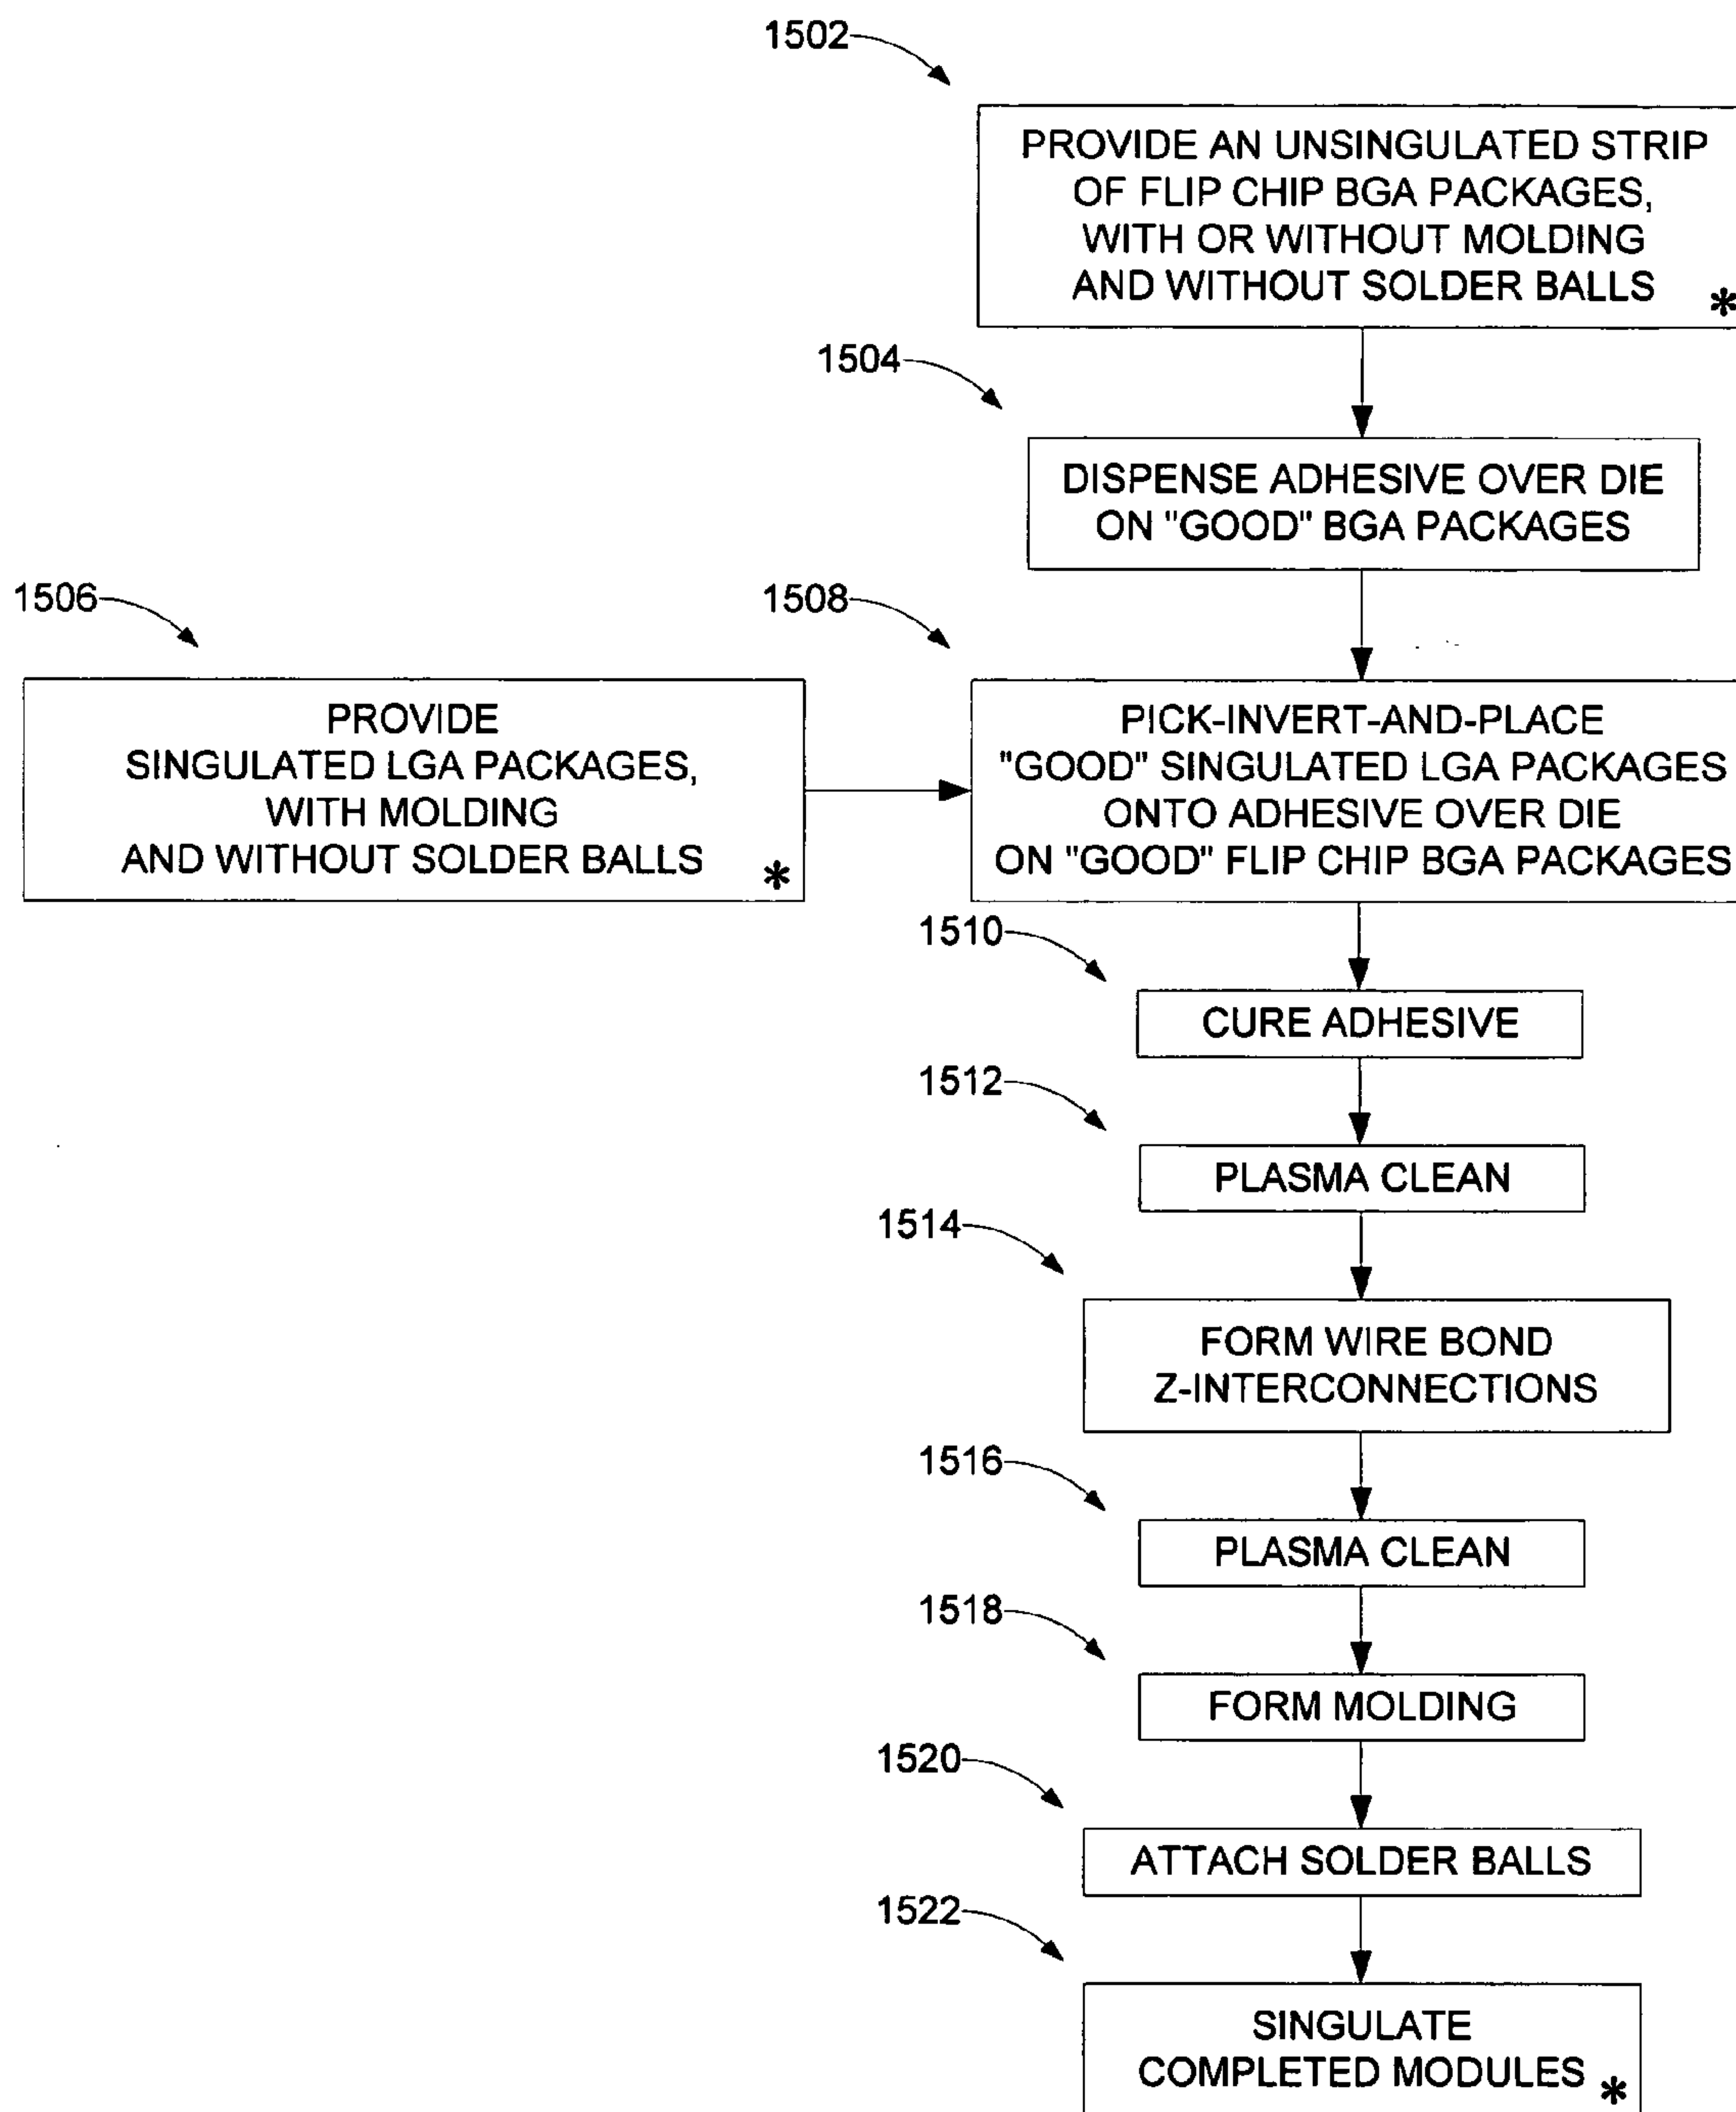 1502
PROVIDE AN UNSINGULATED STRIP
OF FLIP CHIP BGA PACKAGES,
WITH OR WITHOUT MOLDING
AND WITHOUT SOLDER BALLS *
1504
DISPENSE ADHESIVE OVER DIE
ON "GOOD" BGA PACKAGES
1506
PROVIDE
SINGULATED LGA PACKAGES,
WITH MOLDING
AND WITHOUT SOLDER BALLS *
1508
PICK-INVERT-AND-PLACE
"GOOD" SINGULATED LGA PACKAGES
ONTO ADHESIVE OVER DIE
ON "GOOD" FLIP CHIP BGA PACKAGES
1510
CURE ADHESIVE
1512
PLASMA CLEAN
1514
FORM WIRE BOND
Z-INTERCONNECTIONS
1516
PLASMA CLEAN
1518
FORM MOLDING
1520
ATTACH SOLDER BALLS
1522
SINGULATE
COMPLETED MODULES *